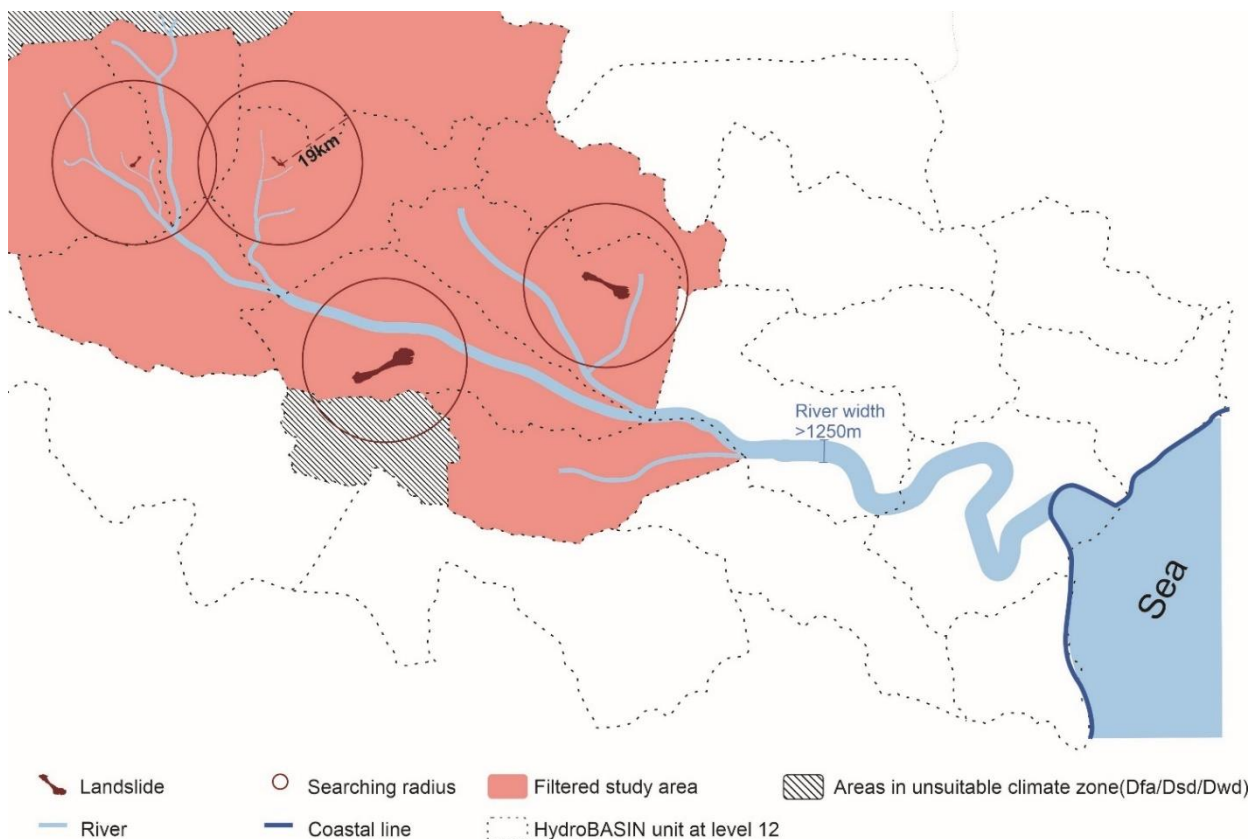 19km
River width
>1250m
Sea
Landslide
Searching radius
Filtered study area
Areas in unsuitable climate zone(Dfa/Dsd/Dwd)
River
Coastal line
HydroBASIN unit at level 12